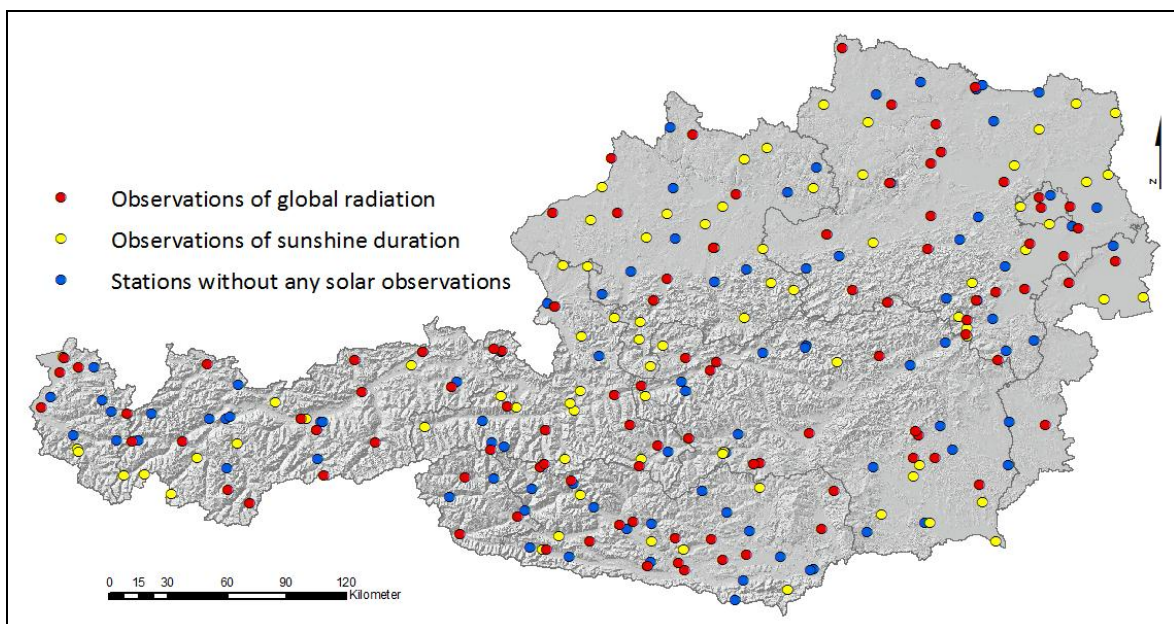 Observations of global radiation
Observations of sunshine duration
Stations without any solar observations
N
0 15 30 60 90 120
Kilometer